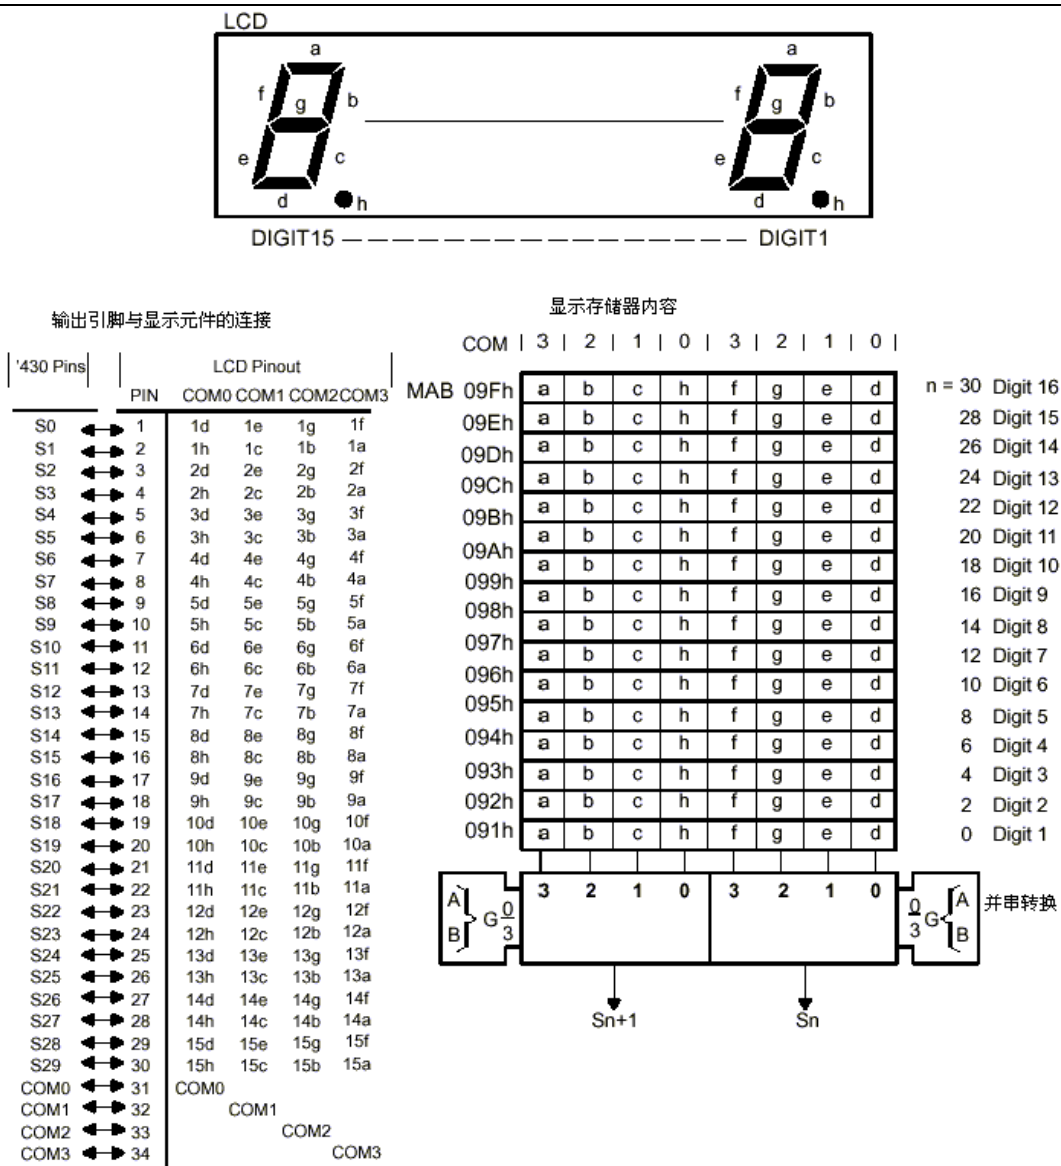 LCD
a
f
g
b
e
c
d
h
a
f
g
b
e
c
d
h
DIGIT15
DIGIT1
输出引脚与显示元件的连接
'430 Pins
LCD Pinout
PIN COM0 COM1 COM2 COM3
S0 1 1d 1e 1g 1f
S1 2 1h 1c 1b 1a
S2 3 2d 2e 2g 2f
S3 4 2h 2c 2b 2a
S4 5 3d 3e 3g 3f
S5 6 3h 3c 3b 3a
S6 7 4d 4e 4g 4f
S7 8 4h 4c 4b 4a
S8 9 5d 5e 5g 5f
S9 10 5h 5c 5b 5a
S10 11 6d 6e 6g 6f
S11 12 6h 6c 6b 6a
S12 13 7d 7e 7g 7f
S13 14 7h 7c 7b 7a
S14 15 8d 8e 8g 8f
S15 16 8h 8c 8b 8a
S16 17 9d 9e 9g 9f
S17 18 9h 9c 9b 9a
S18 19 10d 10e 10g 10f
S19 20 10h 10c 10b 10a
S20 21 11d 11e 11g 11f
S21 22 11h 11c 11b 11a
S22 23 12d 12e 12g 12f
S23 24 12h 12c 12b 12a
S24 25 13d 13e 13g 13f
S25 26 13h 13c 13b 13a
S26 27 14d 14e 14g 14f
S27 28 14h 14c 14b 14a
S28 29 15d 15e 15g 15f
S29 30 15h 15c 15b 15a
COM0 31 COM0
COM1 32 COM1
COM2 33 COM2
COM3 34 COM3
显示存储器内容
COM | 3 | 2 | 1 | 0 | 3 | 2 | 1 | 0 |
MAB 09Fh a b c h f g e d n = 30 Digit 16
09Eh a b c h f g e d 28 Digit 15
09Dh a b c h f g e d 26 Digit 14
09Ch a b c h f g e d 24 Digit 13
09Bh a b c h f g e d 22 Digit 12
09Ah a b c h f g e d 20 Digit 11
099h a b c h f g e d 18 Digit 10
098h a b c h f g e d 16 Digit 9
097h a b c h f g e d 14 Digit 8
096h a b c h f g e d 12 Digit 7
095h a b c h f g e d 10 Digit 6
094h a b c h f g e d 8 Digit 5
093h a b c h f g e d 6 Digit 4
092h a b c h f g e d 4 Digit 3
091h a b c h f g e d 2 Digit 2
a b c h f g e d 0 Digit 1
3 2 1 0 3 2 1 0
A
B
G 0/3
0/3 G
A
B
并串转换
Sn+1
Sn